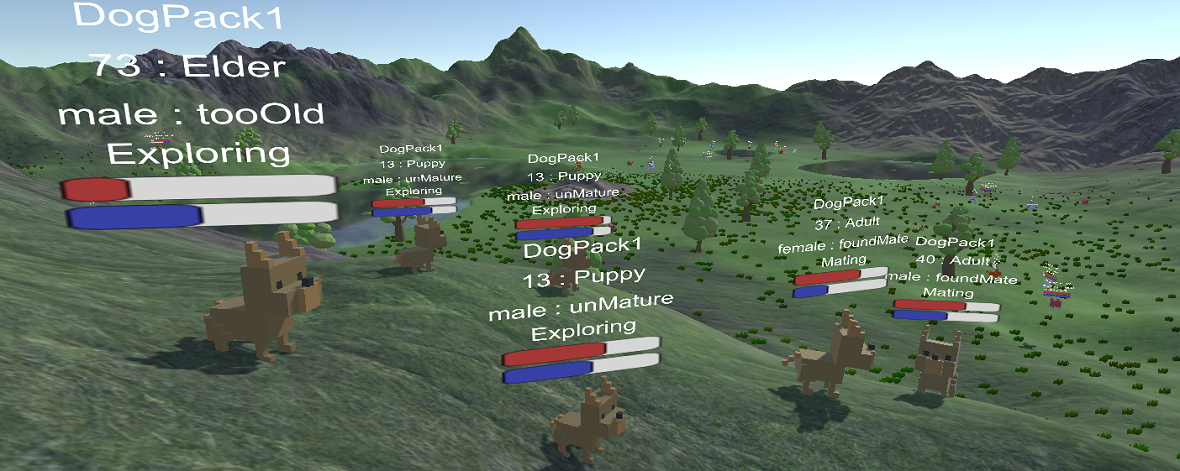 DogPack1
73 : Elder
male : tooOld
Exploring
DogPack1
13 : Puppy
male : unMature
Exploring
DogPack1
13 : Puppy
male : unMature
Exploring
DogPack1
13 : Puppy
male : unMature
Exploring
DogPack1
37 : Adult
female : foundMate
Mating
DogPack1
40 : Adult
male : foundMate
Mating